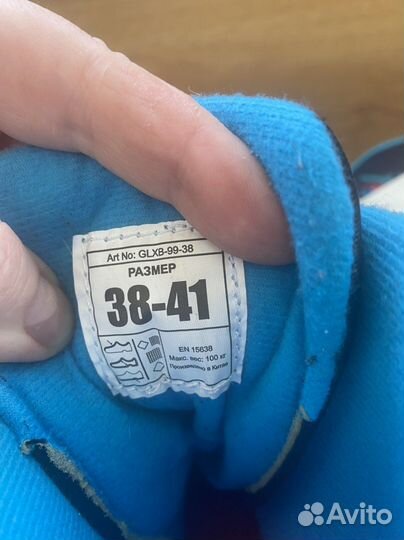 Art No: GLXB-99-38
РАЗМЕР
38-41
EN 15638
Макс. вес: 100 кг
Произведено в Китае
Avito